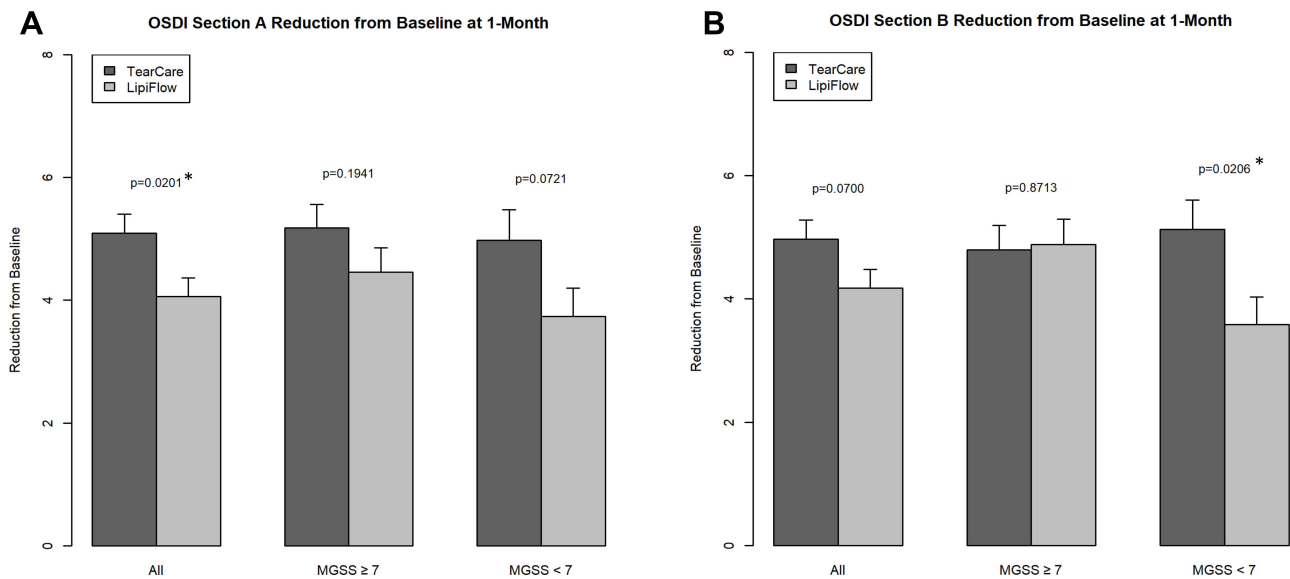 A
OSDI Section A Reduction from Baseline at 1-Month
Reduction from Baseline
8
6
4
2
0
TearCare
LipiFlow
p=0.0201 *
p=0.1941
p=0.0721
All
MGSS ≥ 7
MGSS < 7
B
OSDI Section B Reduction from Baseline at 1-Month
Reduction from Baseline
8
6
4
2
0
TearCare
LipiFlow
p=0.0700
p=0.8713
p=0.0206 *
All
MGSS ≥ 7
MGSS < 7